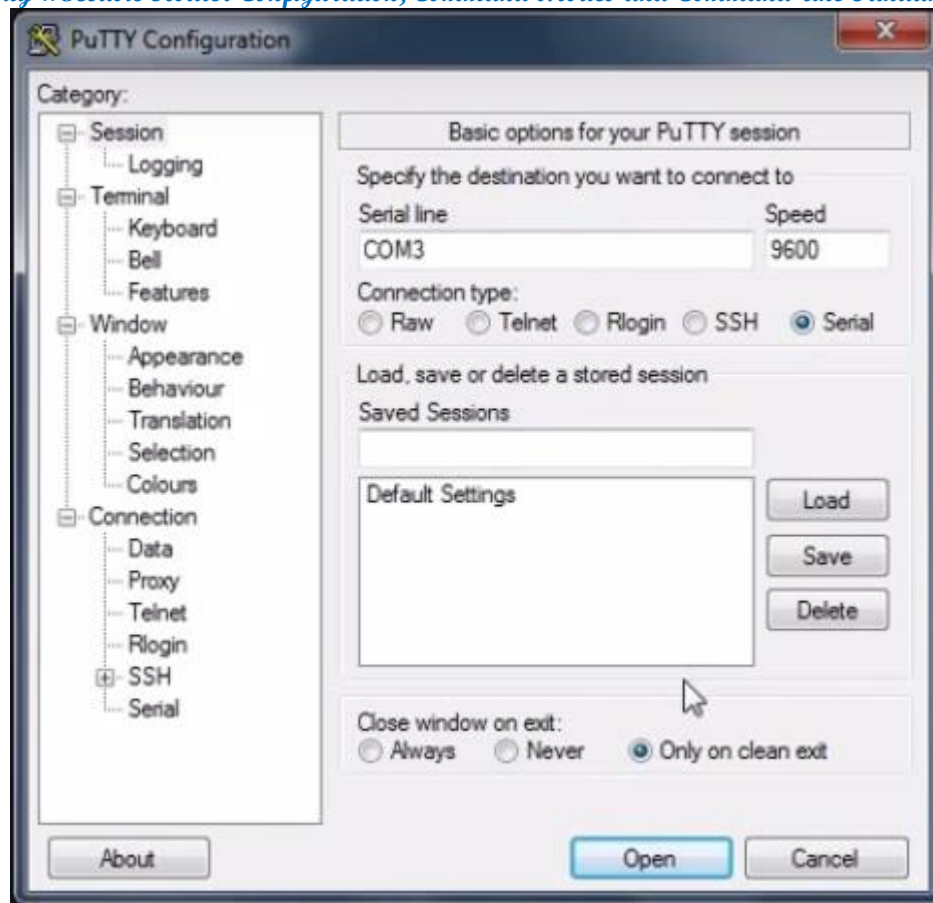 PuTTY Configuration
Category:
Session
Logging
Terminal
Keyboard
Bell
Features
Window
Appearance
Behaviour
Translation
Selection
Colours
Connection
Data
Proxy
Telnet
Rlogin
SSH
Serial
Basic options for your PuTTY session
Specify the destination you want to connect to
Serial line Speed
COM3 9600
Connection type:
Raw Telnet Rlogin SSH Serial
Load, save or delete a stored session
Saved Sessions
Default Settings
Load
Save
Delete
Close window on exit:
Always Never Only on clean exit
About Open Cancel